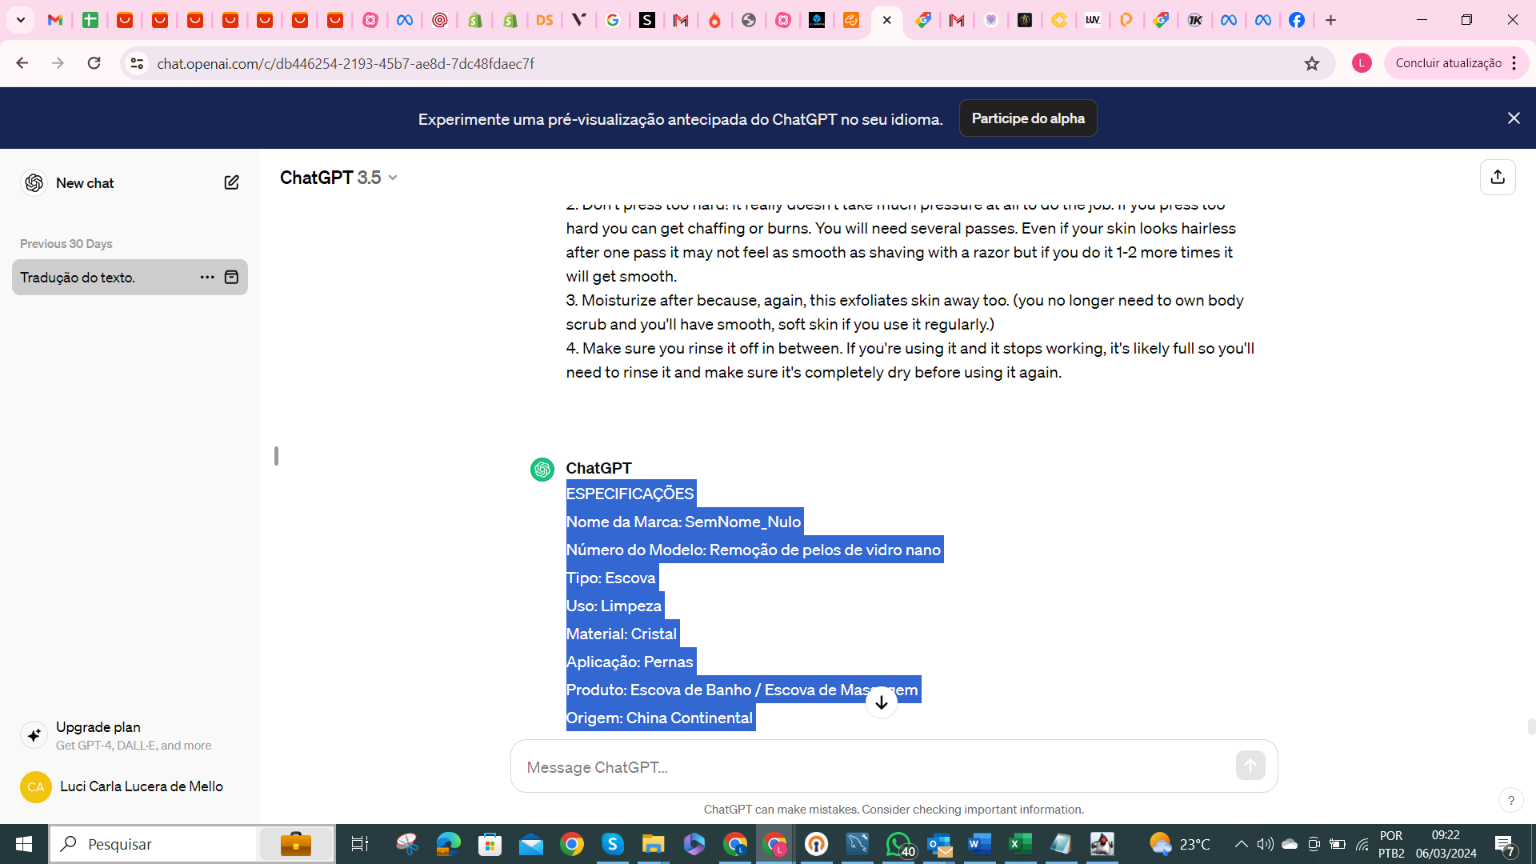 chat.openai.com/c/db446254-2193-45b7-ae8d-7dc48fdaec7f
L
Concluir atualização
Experimente uma pré-visualização antecipada do ChatGPT no seu idioma.
Participe do alpha
New chat
ChatGPT 3.5
Previous 30 Days
Tradução do texto.
2. Don't press too hard! It really doesn't take much pressure at all to do the job. If you press too
hard you can get chaffing or burns. You will need several passes. Even if your skin looks hairless
after one pass it may not feel as smooth as shaving with a razor but if you do it 1-2 more times it
will get smooth.
3. Moisturize after because, again, this exfoliates skin away too. (you no longer need to own body
scrub and you'll have smooth, soft skin if you use it regularly.)
4. Make sure you rinse it off in between. If you're using it and it stops working, it's likely full so you'll
need to rinse it and make sure it's completely dry before using it again.
ChatGPT
ESPECIFICAÇÕES
Nome da Marca: SemNome_Nulo
Número do Modelo: Remoção de pelos de vidro nano
Tipo: Escova
Uso: Limpeza
Material: Cristal
Aplicação: Pernas
Produto: Escova de Banho / Escova de Massagem
Origem: China Continental
Upgrade plan
Get GPT-4, DALL·E, and more
CA
Luci Carla Lucera de Mello
Message ChatGPT...
ChatGPT can make mistakes. Consider checking important information.
?
Pesquisar
40
23°C
POR
PTB2
09:22
06/03/2024
7